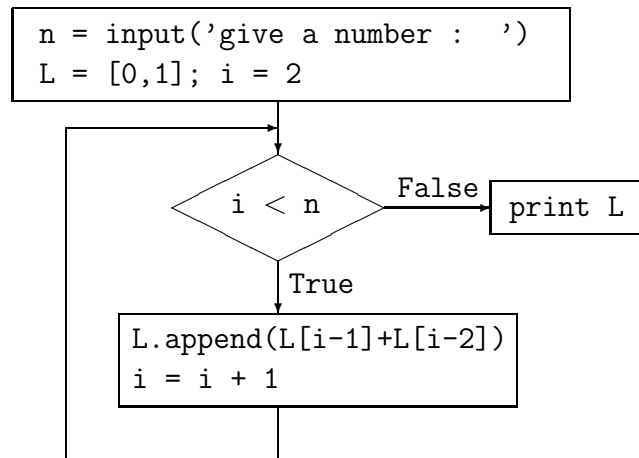 n = input('give a number :  ')
L = [0,1]; i = 2
i < n
False
print L
True
L.append(L[i-1]+L[i-2])
i = i + 1